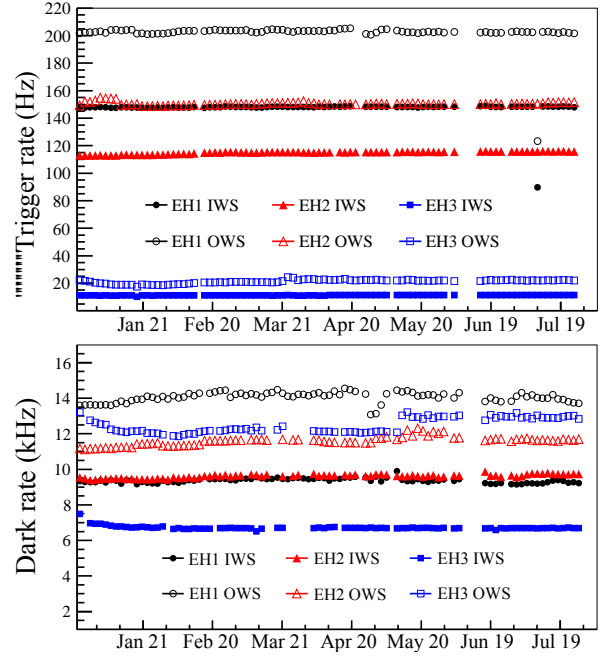 220
200
180
160
140
120
100
80
60
40
20
""""""Trigger rate (Hz)
EH1 IWS EH2 IWS EH3 IWS
EH1 OWS EH2 OWS EH3 OWS
Jan 21 Feb 20 Mar 21 Apr 20 May 20 Jun 19 Jul 19
16
14
12
10
8
6
4
2
Dark rate (kHz)
EH1 IWS EH2 IWS EH3 IWS
EH1 OWS EH2 OWS EH3 OWS
Jan 21 Feb 20 Mar 21 Apr 20 May 20 Jun 19 Jul 19